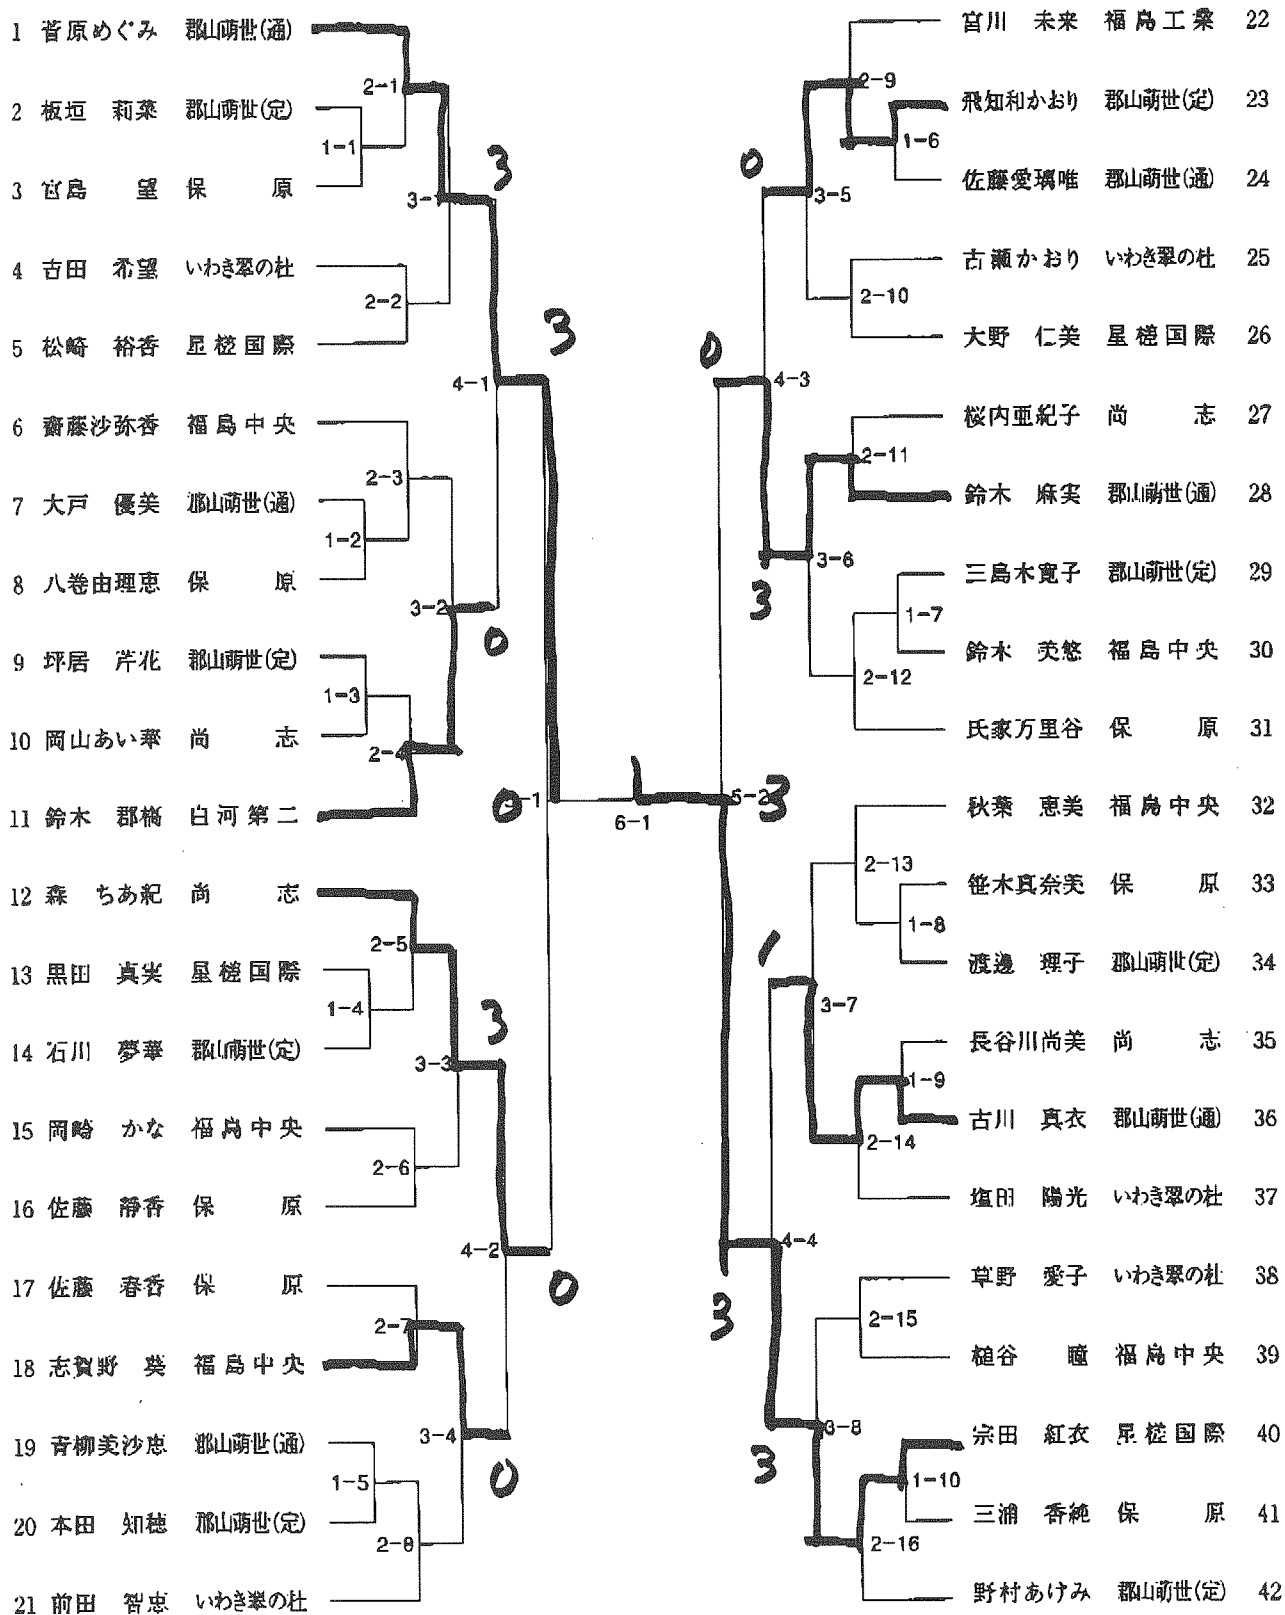 1 菅原めぐみ 郡山萌世(通)
2 板垣 莉菜 郡山萌世(定)
3 宮島 望 保原
4 古田 希望 いわき翠の杜
5 松崎 裕香 星槎国際
6 齋藤沙弥香 福島中央
7 大戸 優美 郡山萌世(通)
8 八巻由理恵 保原
9 坪居 芹花 郡山萌世(定)
10 岡山あい華 尚志
11 鈴木 郡 白河第二
12 森 ちあ紀 尚志
13 黒田 真実 星槎国際
14 石川 夢華 郡山萌世(定)
15 岡崎 かな 福島中央
16 佐藤 静香 保原
17 佐藤 春香 保原
18 志賀野 葵 福島中央
19 青柳美沙恵 郡山萌世(通)
20 本田 知穂 郡山萌世(定)
21 前田 智恵 いわき翠の杜
2-1
1-1
3-
3
2-2
4-1
3
2-3
1-2
3-2
0
1-3
2-4
0
-1
6-1
2-5
1-4
3-3
3
2-6
4-2
0
2-7
3-4
0
1-5
2-8
宮川 未来 福島工業 22
飛知和かおり 郡山萌世(定) 23
佐藤愛璃唯 郡山萌世(通) 24
古瀬かおり いわき翠の杜 25
大野 仁美 星槎国際 26
桜内亜紀子 尚志 27
鈴木 麻実 郡山萌世(通) 28
三島木寛子 郡山萌世(定) 29
鈴木 美悠 福島中央 30
氏家万里谷 保原 31
秋葉 恵美 福島中央 32
笹木真奈美 保原 33
渡邊 理子 郡山萌世(定) 34
長谷川尚美 尚志 35
古川 真衣 郡山萌世(通) 36
塩田 陽光 いわき翠の杜 37
草野 愛子 いわき翠の杜 38
槌谷 瞳 福島中央 39
宗田 紅衣 星槎国際 40
三浦 香純 保原 41
野村あけみ 郡山萌世(定) 42
2-9
1-6
0
3-5
2-10
0
4-3
2-11
3-6
3
1-7
2-12
5-2
3
2-13
1-8
1
3-7
1-9
2-14
4-4
3
2-15
3-8
3
1-10
2-16